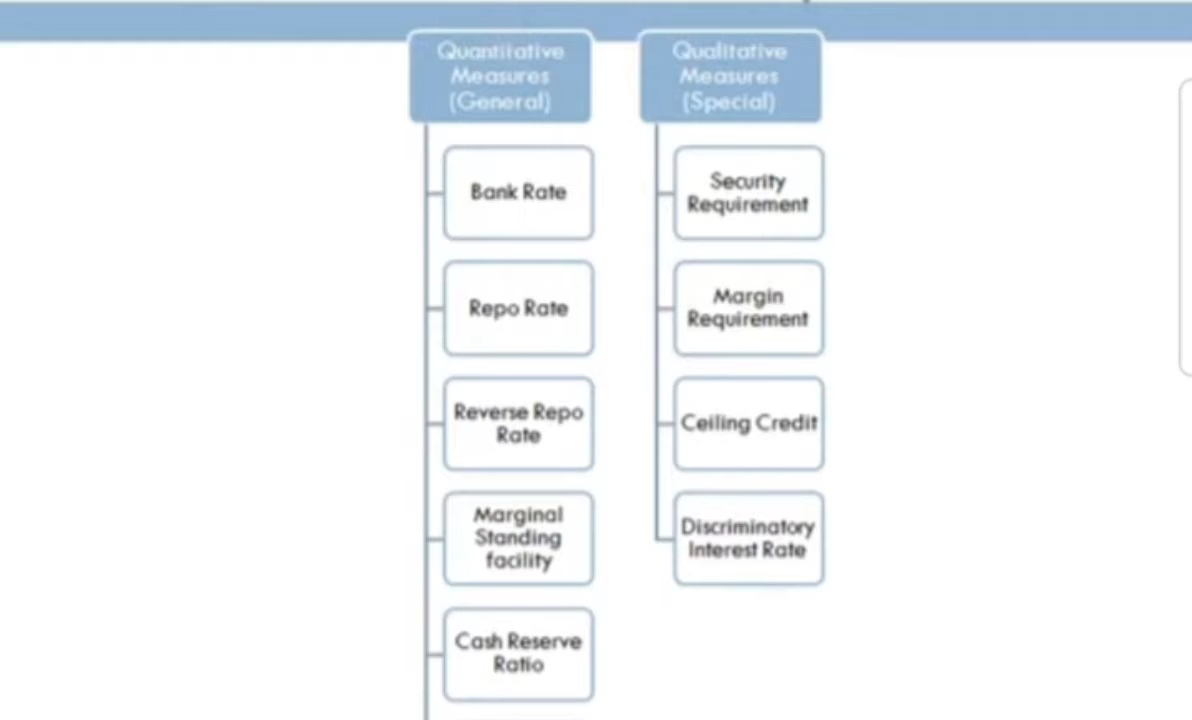 Quantitative
Measures
(General)
Bank Rate
Repo Rate
Reverse Repo
Rate
Marginal
Standing
facility
Cash Reserve
Ratio
Qualitative
Measures
(Special)
Security
Requirement
Margin
Requirement
Ceiling Credit
Discriminatory
Interest Rate